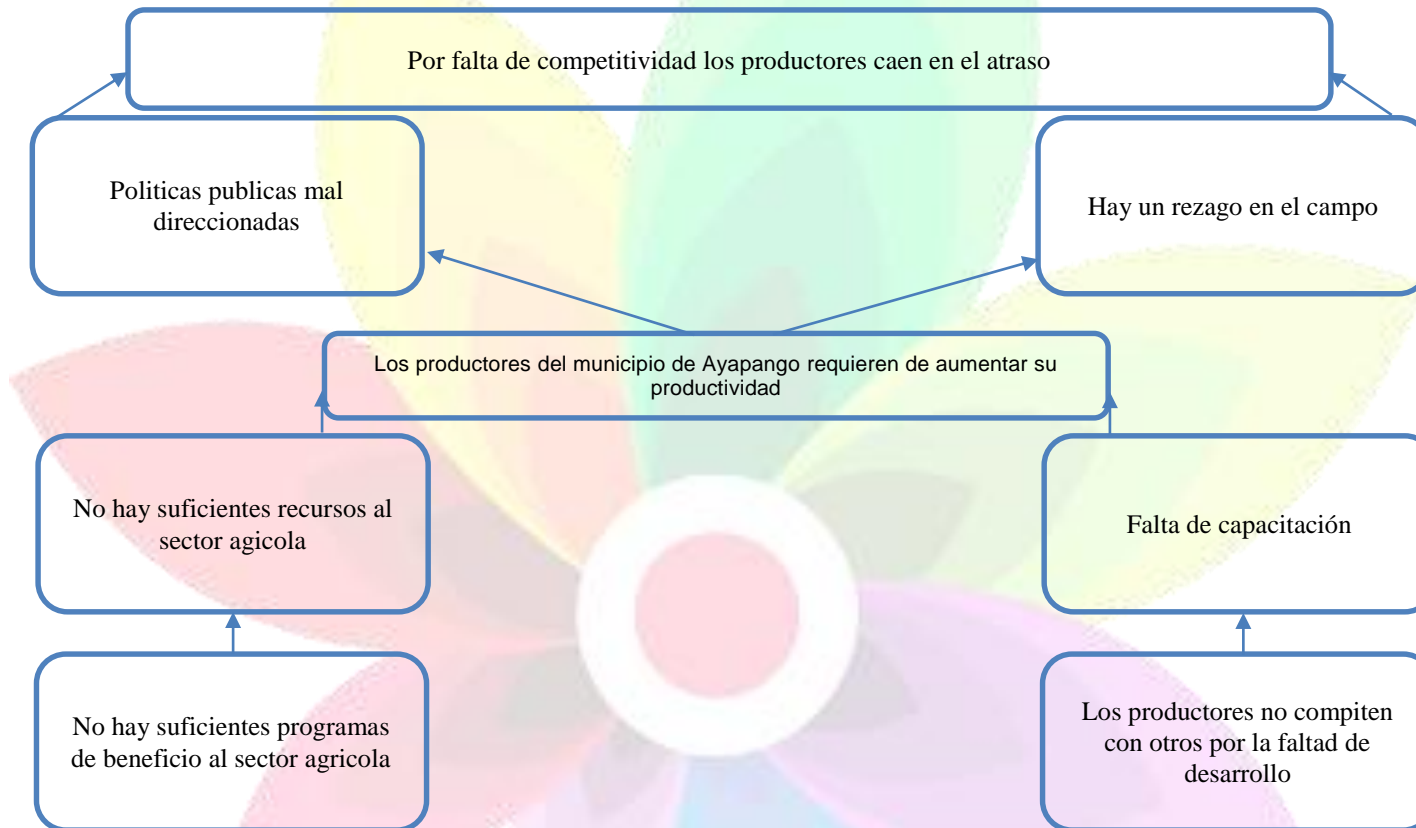 Por falta de competitividad los productores caen en el atraso
Politicas publicas mal
direccionadas
Hay un rezago en el campo
Los productores del municipio de Ayapango requieren de aumentar su
productividad
No hay suficientes recursos al
sector agicola
Falta de capacitación
No hay suficientes programas
de beneficio al sector agricola
Los productores no compiten
con otros por la faltad de
desarrollo